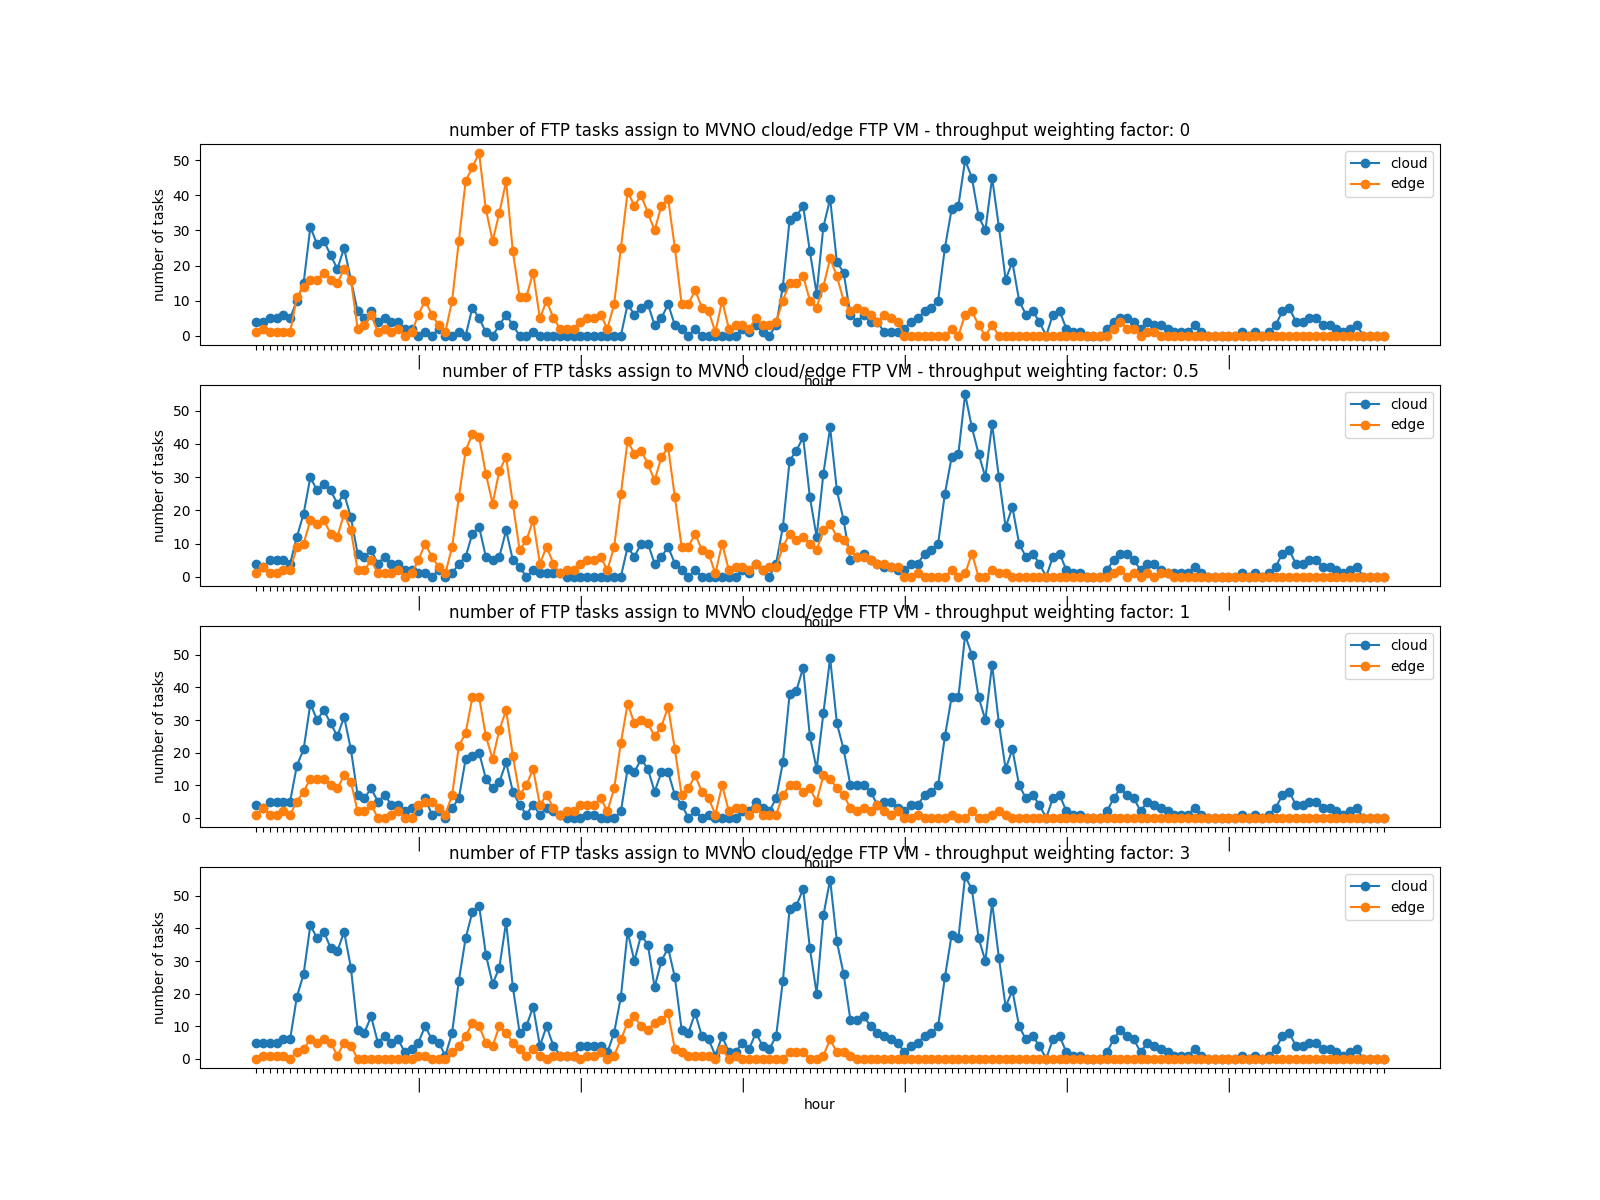 number of FTP tasks assign to MVNO cloud/edge FTP VM - throughput weighting factor: 0
50
40
30
20
10
0
number of tasks
cloud
edge
| | | | | |
hour
number of FTP tasks assign to MVNO cloud/edge FTP VM - throughput weighting factor: 0.5
50
40
30
20
10
0
number of tasks
cloud
edge
| | | | | |
hour
number of FTP tasks assign to MVNO cloud/edge FTP VM - throughput weighting factor: 1
50
40
30
20
10
0
number of tasks
cloud
edge
| | | | | |
hour
number of FTP tasks assign to MVNO cloud/edge FTP VM - throughput weighting factor: 3
50
40
30
20
10
0
number of tasks
cloud
edge
| | | | | |
hour